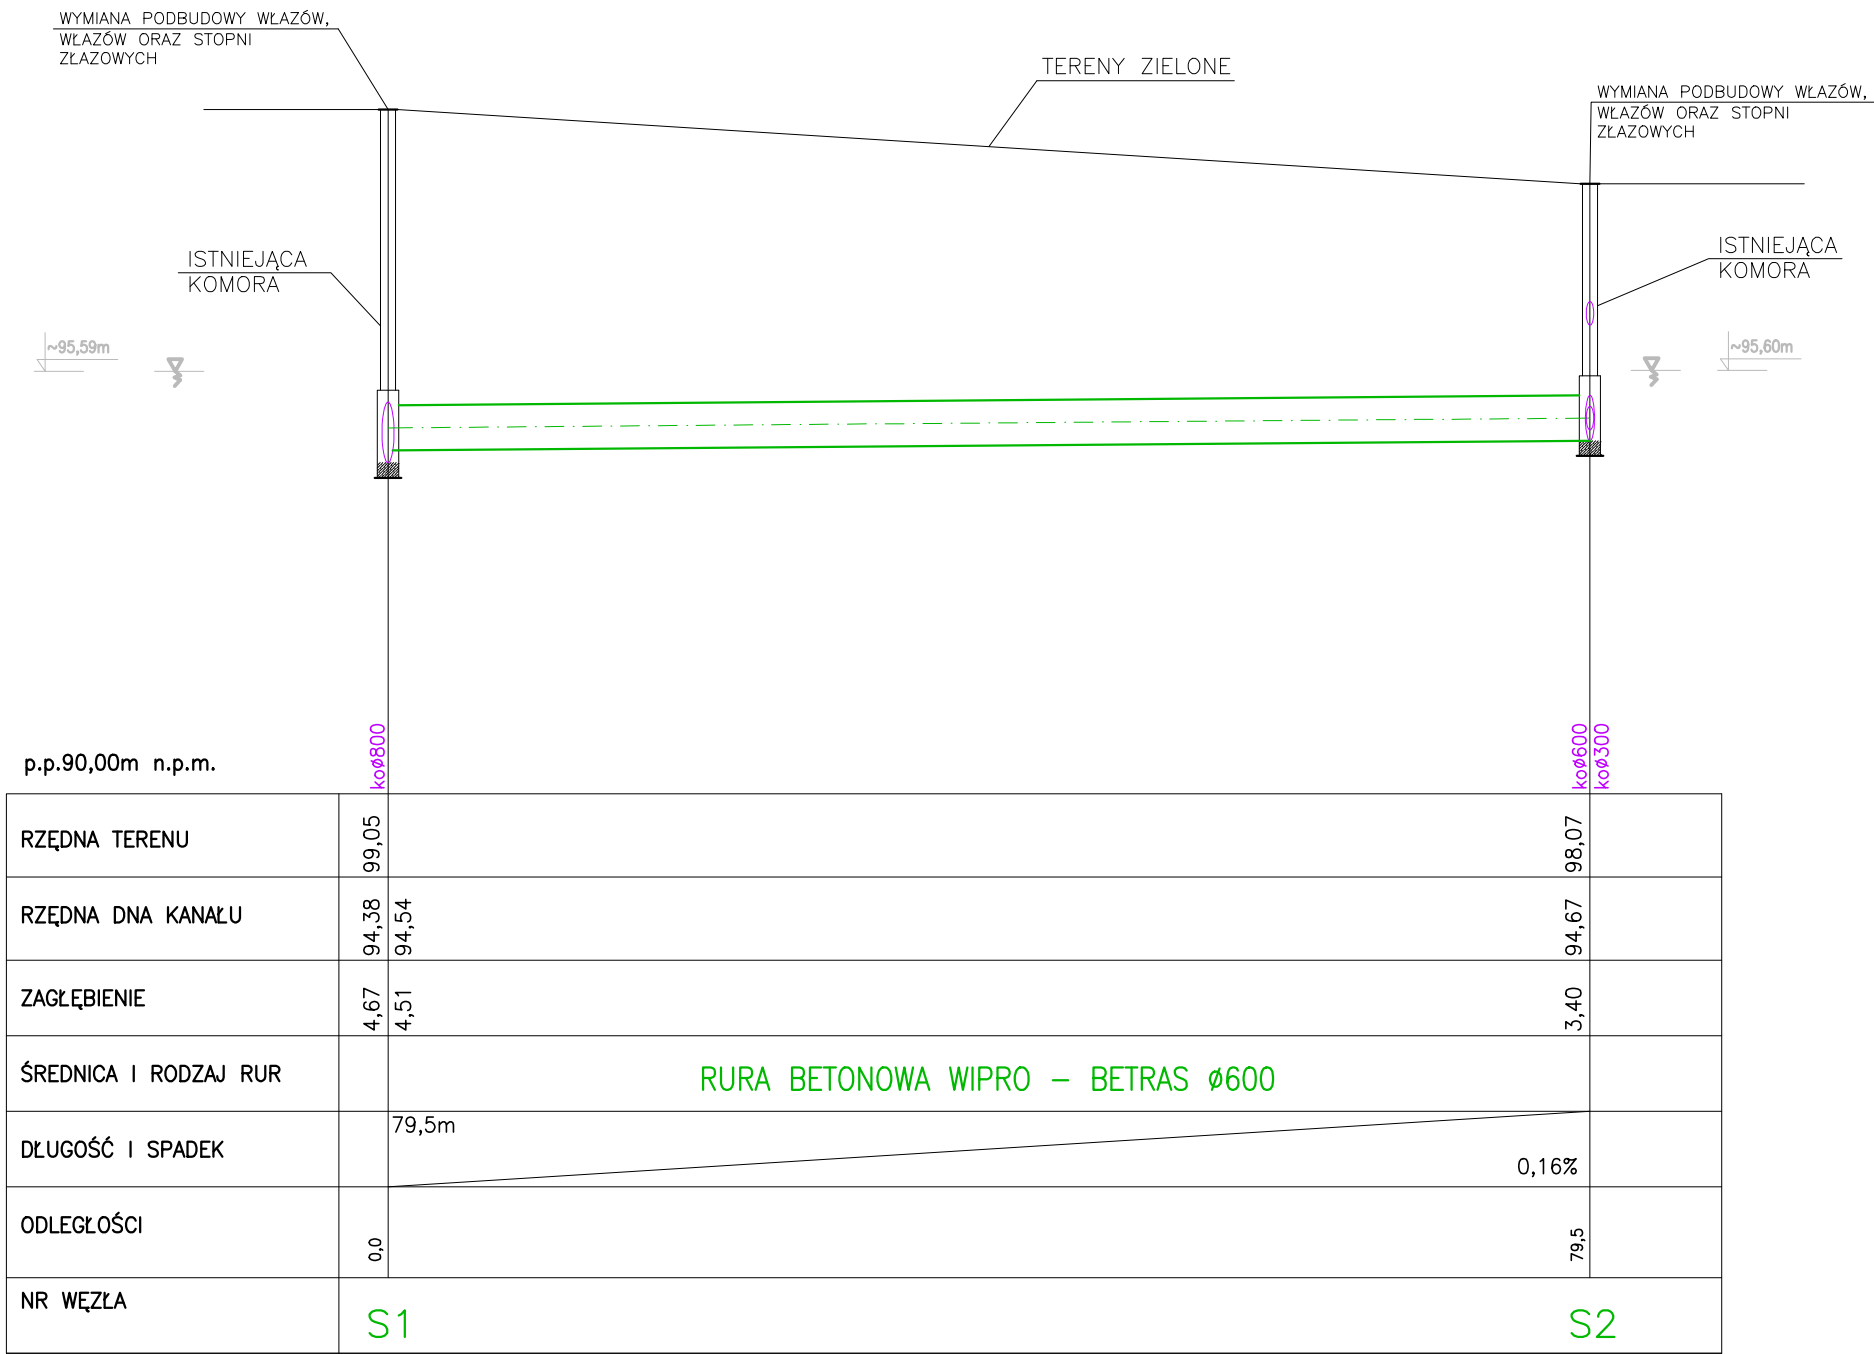 WYMIANA PODBUDOWY WŁAZÓW,
WŁAZÓW ORAZ STOPNI
ZŁAZOWYCH
TERENY ZIELONE
WYMIANA PODBUDOWY WŁAZÓW,
WŁAZÓW ORAZ STOPNI
ZŁAZOWYCH
ISTNIEJĄCA
KOMORA
ISTNIEJĄCA
KOMORA
~95,59m
~95,60m
koø800
koø600
koø300
p.p.90,00m n.p.m.
RZĘDNA TERENU
99,05
98,07
RZĘDNA DNA KANAŁU
94,38
94,54
94,67
ZAGŁĘBIENIE
4,67
4,51
3,40
ŚREDNICA I RODZAJ RUR
RURA BETONOWA WIPRO – BETRAS ø600
DŁUGOŚĆ I SPADEK
79,5m
0,16%
ODLEGŁOŚCI
0,0
79,5
NR WĘZŁA
S1
S2